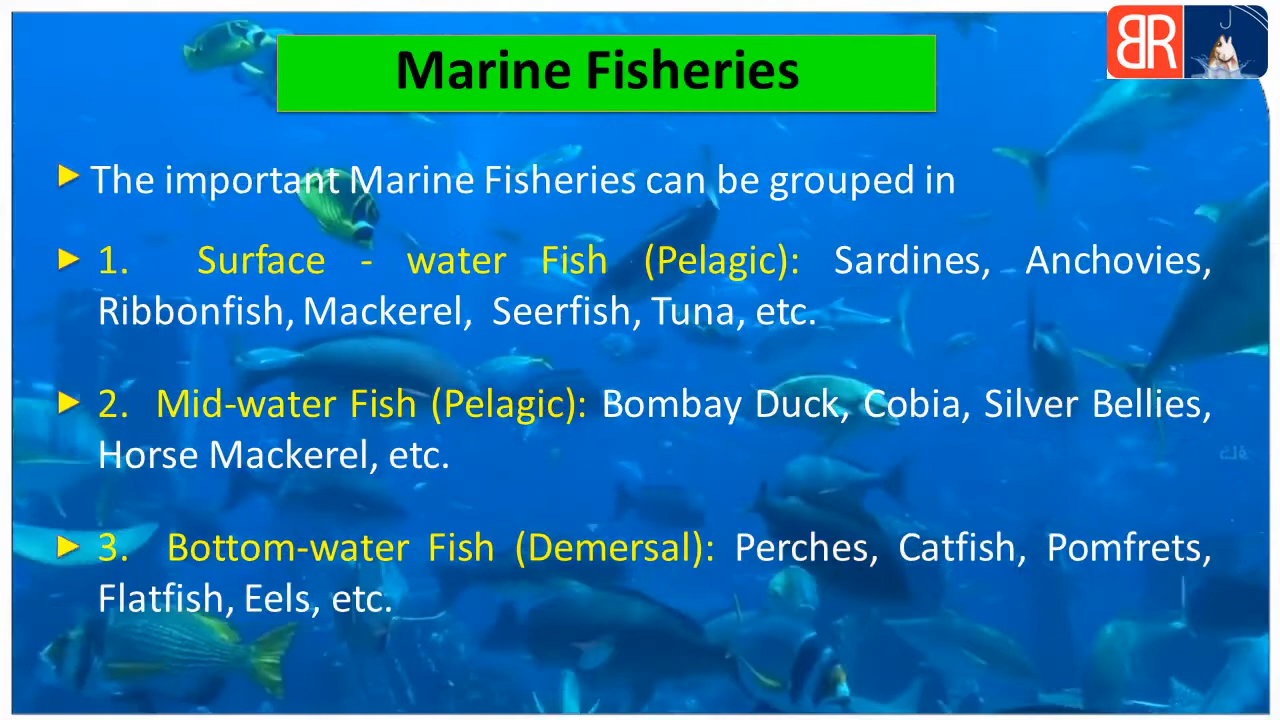 BR
Marine Fisheries
The important Marine Fisheries can be grouped in
1. Surface - water Fish (Pelagic): Sardines, Anchovies,
Ribbonfish, Mackerel, Seerfish, Tuna, etc.
2. Mid-water Fish (Pelagic): Bombay Duck, Cobia, Silver Bellies,
Horse Mackerel, etc.
3. Bottom-water Fish (Demersal): Perches, Catfish, Pomfrets,
Flatfish, Eels, etc.